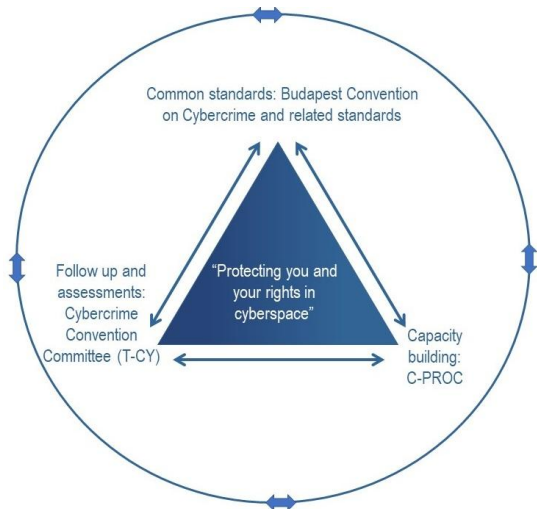 Common standards: Budapest Convention
on Cybercrime and related standards
Follow up and
assessments:
Cybercrime
Convention
Committee (T-CY)
“Protecting you and
your rights in
cyberspace”
Capacity
building:
C-PROC